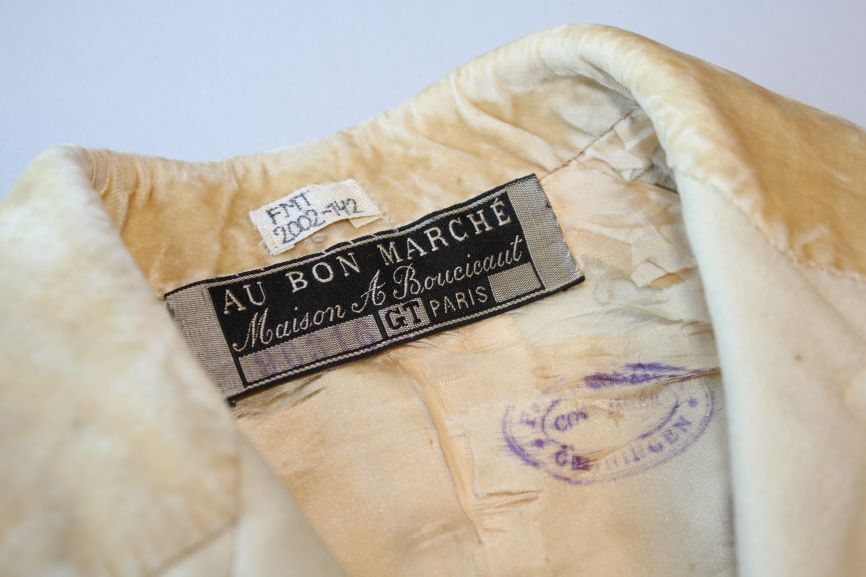 FMT
2002-142
AU BON MARCHÉ
Maison A Boucicaut
GT PARIS